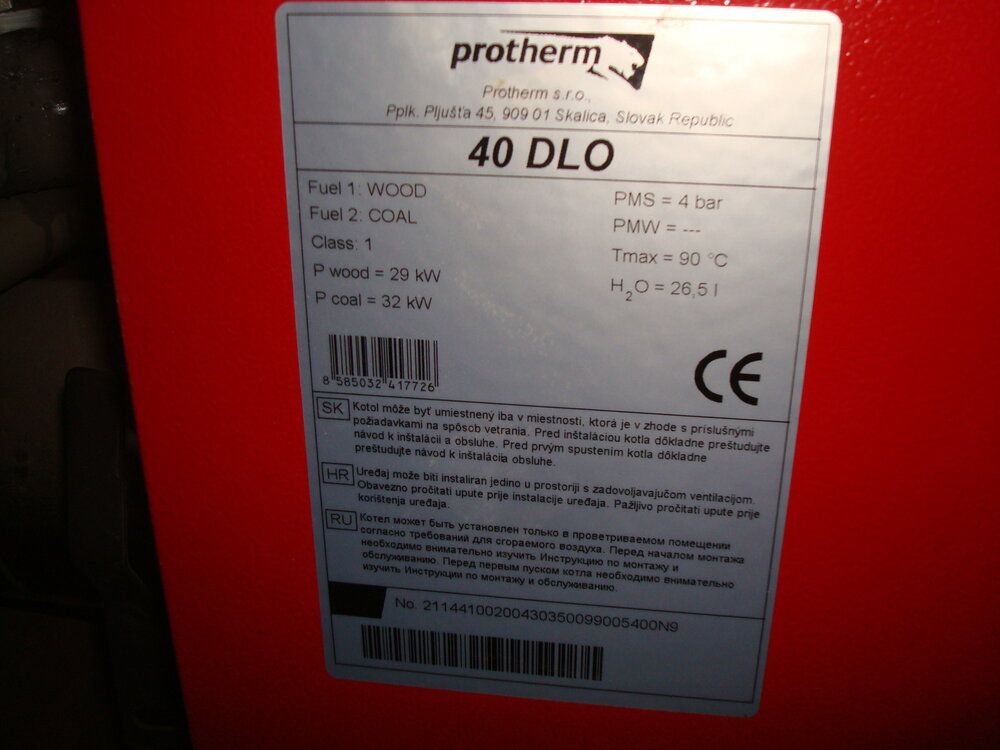 protherm
Protherm s.r.o.,
Pplk. Pljušťa 45, 909 01 Skalica, Slovak Republic
40 DLO
Fuel 1: WOOD
Fuel 2: COAL
Class: 1
P wood = 29 kW
P coal = 32 kW
PMS = 4 bar
PMW = ---
Tmax = 90 °C
H2O = 26,5 l
8 585032 417726
SK Kotol môže byť umiestnený iba v miestnosti, ktorá je v zhode s príslušnými
požiadavkami na spôsob vetrania. Pred inštaláciou kotla dôkladne preštudujte
návod k inštalácii a obsluhe. Pred prvým spustením kotla dôkladne
preštudujte návod k inštalácia obsluhe.
HR Uređaj može biti instaliran jedino u prostoriji s zadovoljavajućom ventilacijom.
Obavezno pročitati upute prije instalacije uređaja. Pažljivo pročitati upute prije
korištenja uređaja.
RU Котел может быть установлен только в проветриваемом помещении
согласно требований для сгораемого воздуха. Перед началом монтажа
необходимо внимательно изучить Инструкцию по монтажу и
обслуживанию. Перед первым пуском котла необходимо внимательно
изучить Инструкции по монтажу и обслуживанию.
CE
No. 21144100200430350099005400N9